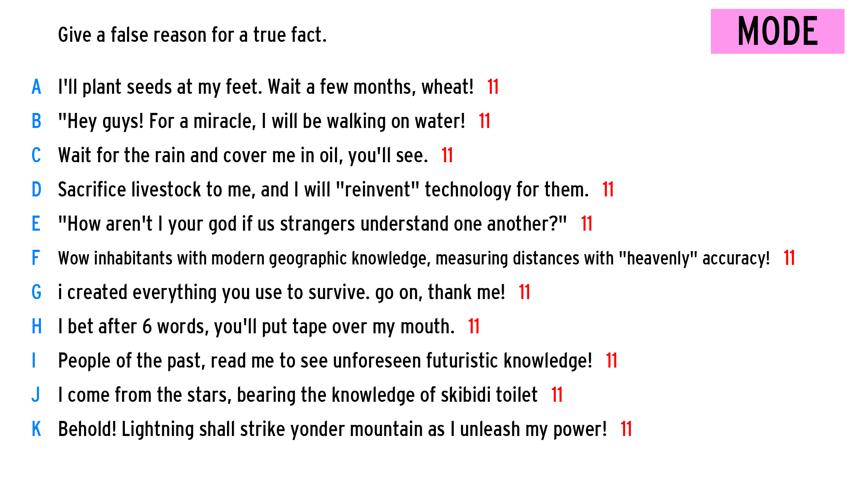 Give a false reason for a true fact.
MODE
A I'll plant seeds at my feet. Wait a few months, wheat! 11
B "Hey guys! For a miracle, I will be walking on water! 11
C Wait for the rain and cover me in oil, you'll see. 11
D Sacrifice livestock to me, and I will "reinvent" technology for them. 11
E "How aren't I your god if us strangers understand one another?" 11
F Wow inhabitants with modern geographic knowledge, measuring distances with "heavenly" accuracy! 11
G i created everything you use to survive. go on, thank me! 11
H I bet after 6 words, you'll put tape over my mouth. 11
I People of the past, read me to see unforeseen futuristic knowledge! 11
J I come from the stars, bearing the knowledge of skibidi toilet 11
K Behold! Lightning shall strike yonder mountain as I unleash my power! 11